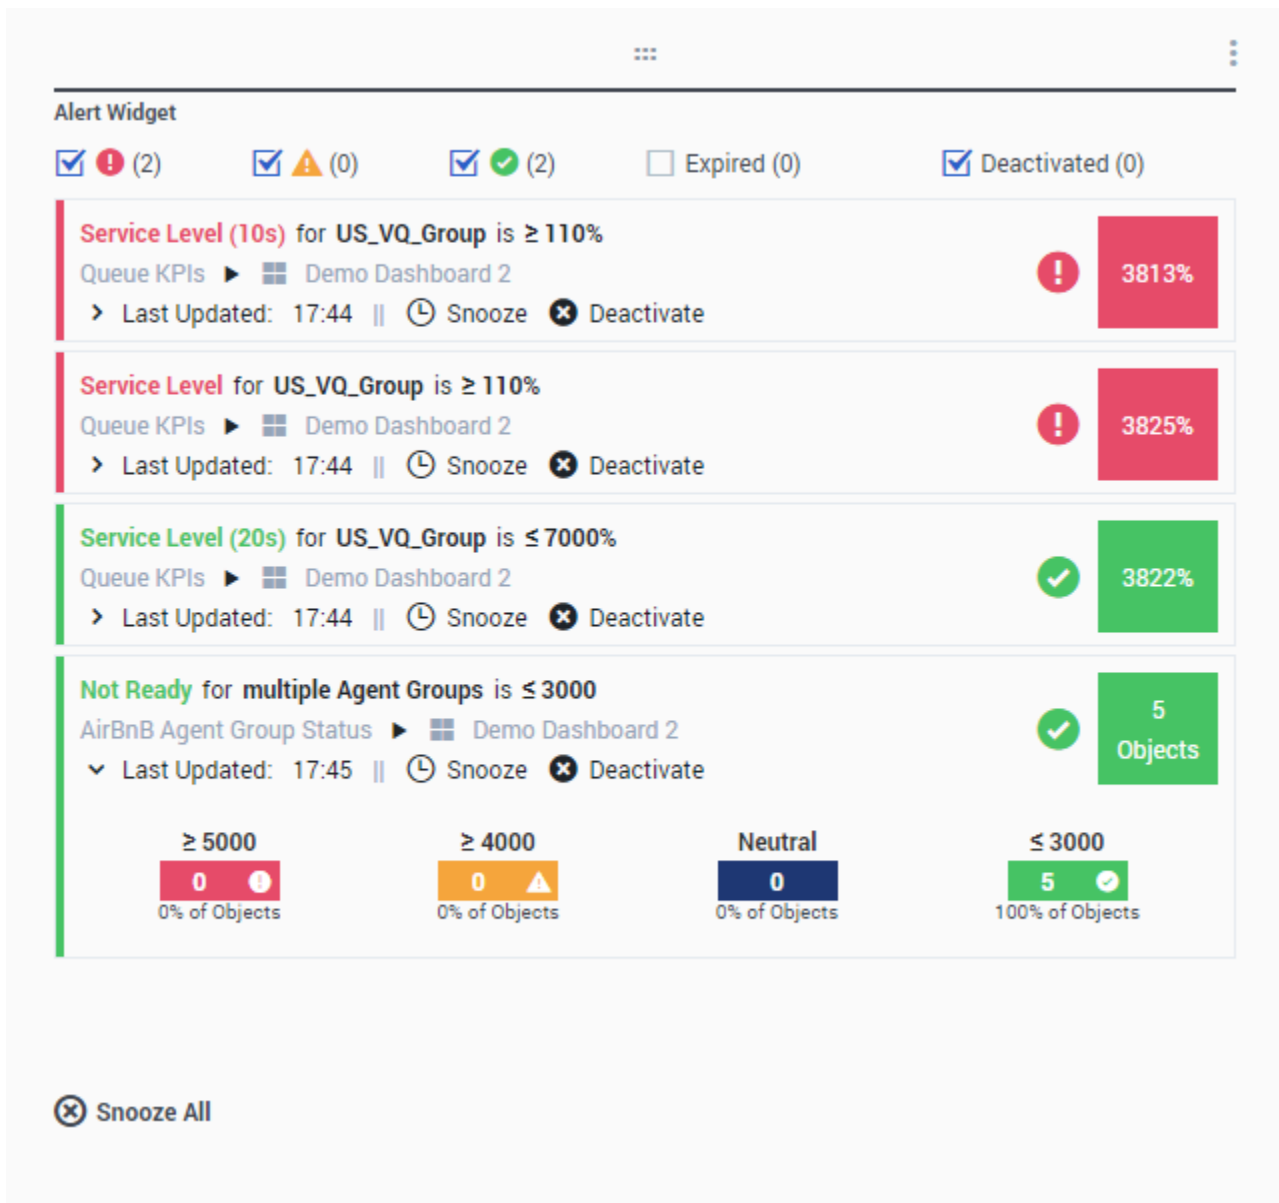 Alert Widget
(2) (0) (2) Expired (0) Deactivated (0)
Service Level (10s) for US_VQ_Group is ≥ 110%
Queue KPIs Demo Dashboard 2
3813%
Last Updated: 17:44 || Snooze Deactivate
Service Level for US_VQ_Group is ≥ 110%
Queue KPIs Demo Dashboard 2
3825%
Last Updated: 17:44 || Snooze Deactivate
Service Level (20s) for US_VQ_Group is ≤ 7000%
Queue KPIs Demo Dashboard 2
3822%
Last Updated: 17:44 || Snooze Deactivate
Not Ready for multiple Agent Groups is ≤ 3000
AirBnB Agent Group Status Demo Dashboard 2
5
Objects
Last Updated: 17:45 || Snooze Deactivate
≥ 5000 ≥ 4000 Neutral ≤ 3000
0 0 0 5
0% of Objects 0% of Objects 0% of Objects 100% of Objects
Snooze All